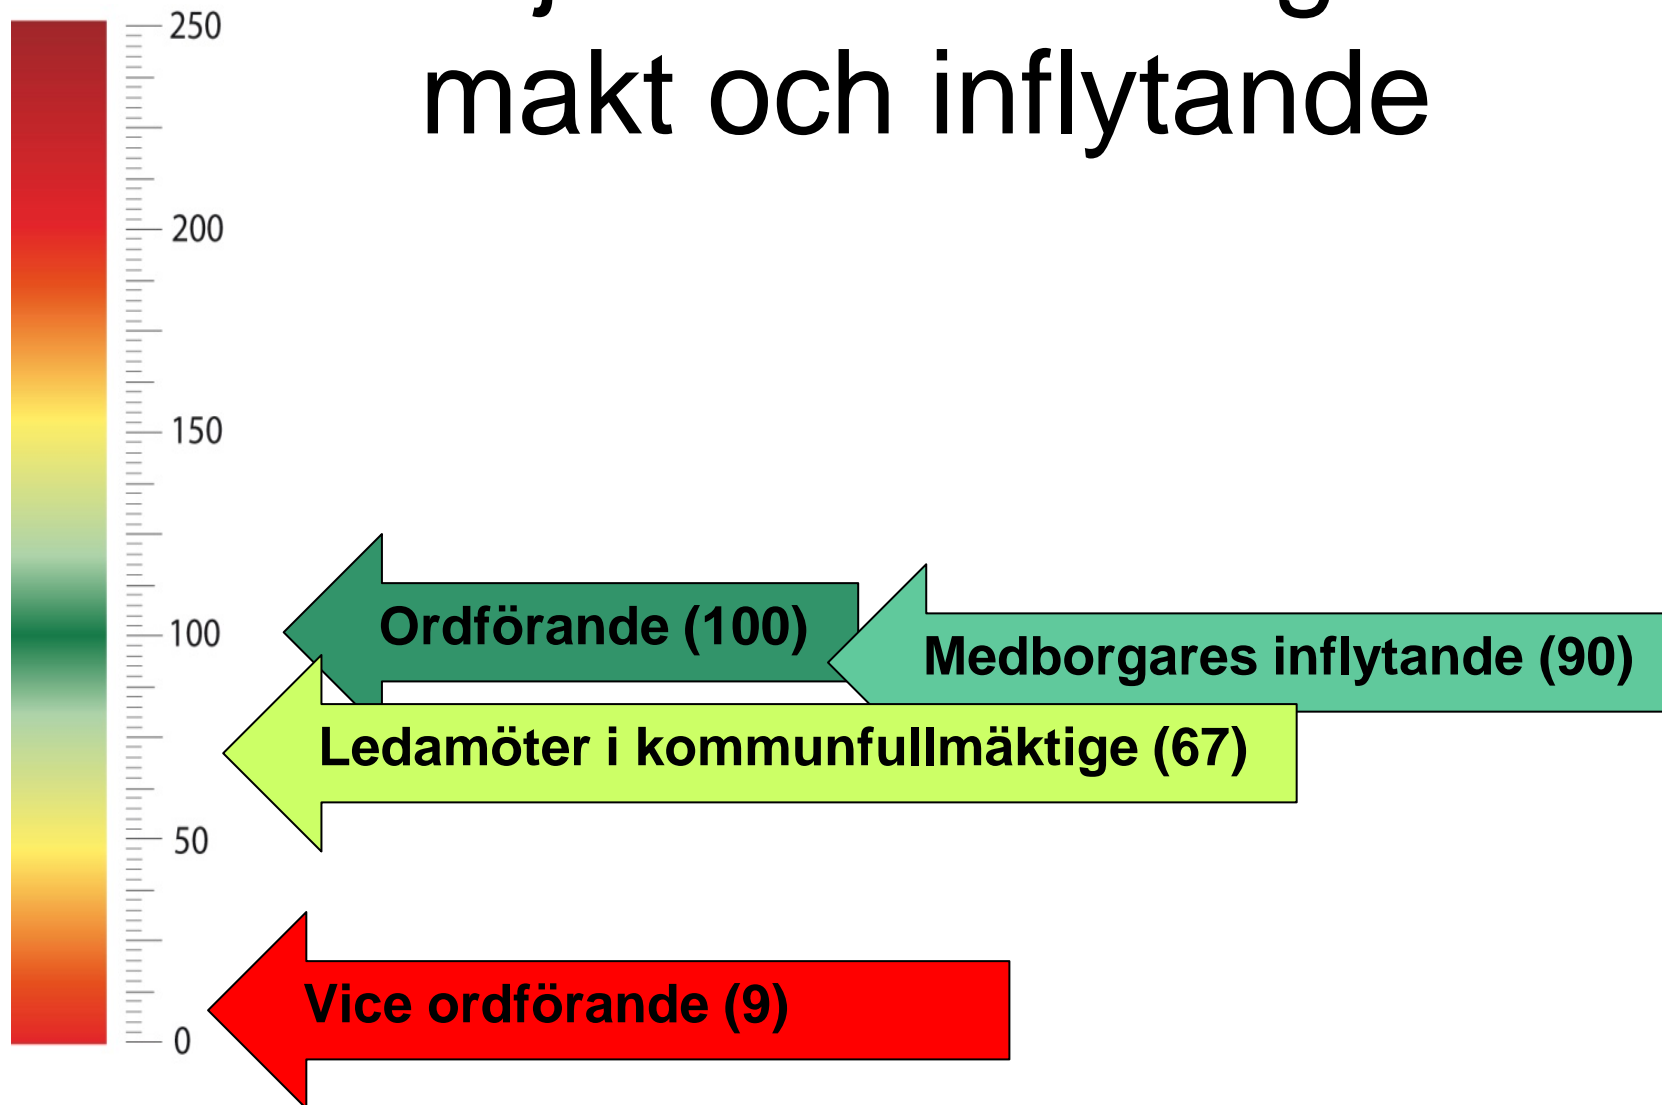 makt och inflytande
250
200
150
100
50
0
Ordförande (100)
Medborgares inflytande (90)
Ledamöter i kommunfullmäktige (67)
Vice ordförande (9)